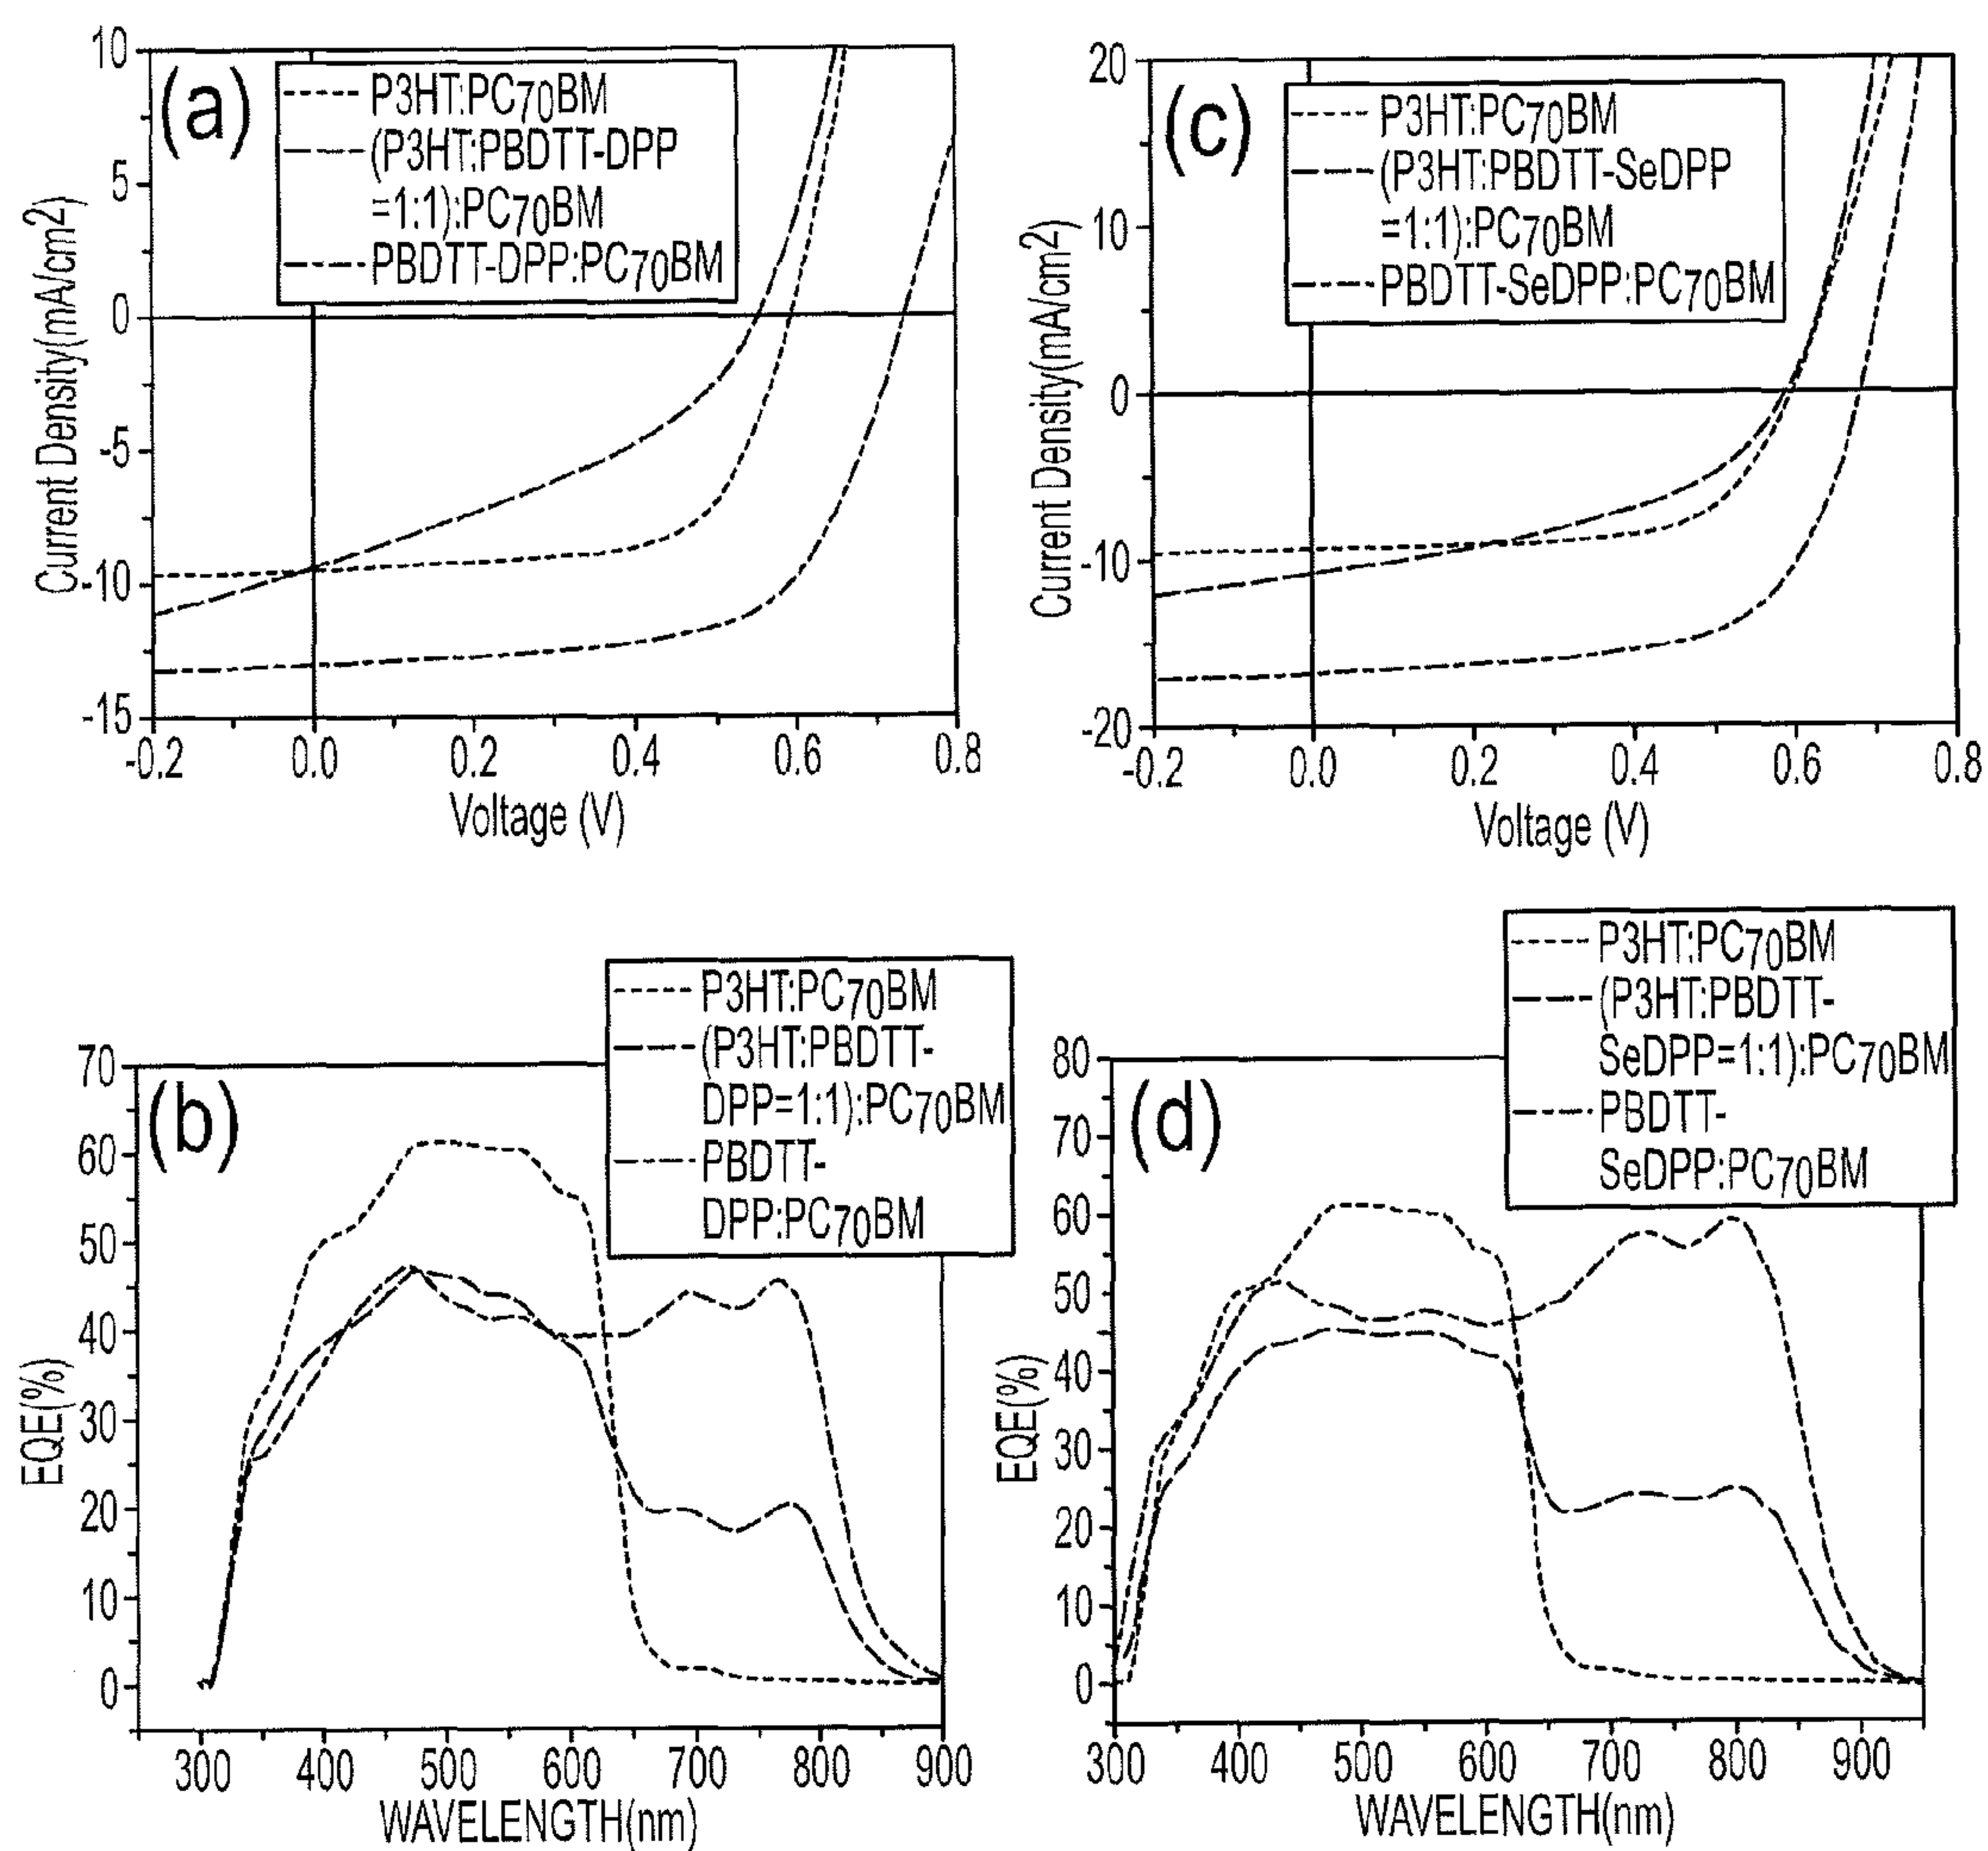 (a)
P3HT:PC70BM
(P3HT:PBDTT-DPP
=1:1):PC70BM
PBDTT-DPP:PC70BM
10
5
0
-5
-10
-15
Current Density(mA/cm2)
-0.2 0.0 0.2 0.4 0.6 0.8
Voltage (V)
(c)
P3HT:PC70BM
(P3HT:PBDTT-SeDPP
=1:1):PC70BM
PBDTT-SeDPP:PC70BM
20
10
0
-10
-20
Current Density(mA/cm2)
-0.2 0.0 0.2 0.4 0.6 0.8
Voltage (V)
(b)
P3HT:PC70BM
(P3HT:PBDTT-
DPP=1:1):PC70BM
PBDTT-
DPP:PC70BM
70
60
50
40
30
20
10
0
EQE(%)
300 400 500 600 700 800 900
WAVELENGTH(nm)
(d)
P3HT:PC70BM
(P3HT:PBDTT-
SeDPP=1:1):PC70BM
PBDTT-
SeDPP:PC70BM
80
70
60
50
40
30
20
10
0
EQE(%)
300 400 500 600 700 800 900
WAVELENGTH(nm)